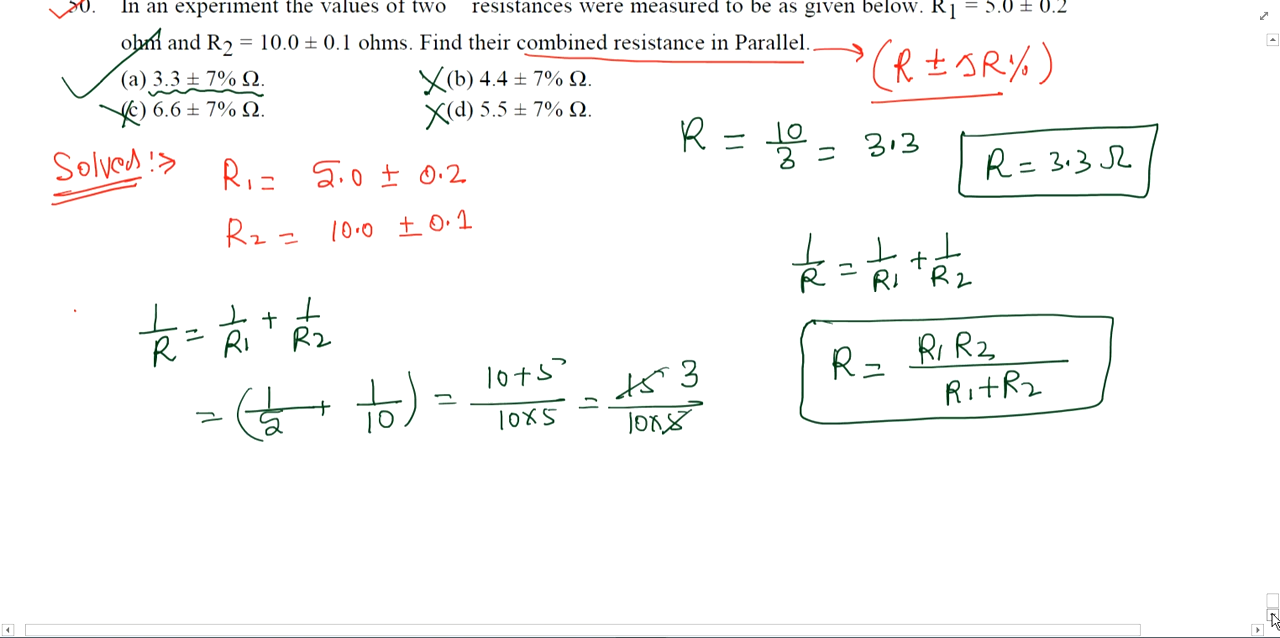 50. In an experiment the values of two resistances were measured to be as given below. R1 = 5.0 ± 0.2
ohm and R2 = 10.0 ± 0.1 ohms. Find their combined resistance in Parallel. → (R ± ΔR%)
(a) 3.3 ± 7% Ω. (b) 4.4 ± 7% Ω.
(c) 6.6 ± 7% Ω. (d) 5.5 ± 7% Ω.
R = 10/3 = 3.3
R = 3.3 Ω
Solved :→
R1 = 5.0 ± 0.2
R2 = 10.0 ± 0.1
1/R = 1/R1 + 1/R2
R = R1 R2 / R1+R2
1/R = 1/R1 + 1/R2
= (1/5 + 1/10) = 10+5 / 10×5 = 15 3 / 10×5